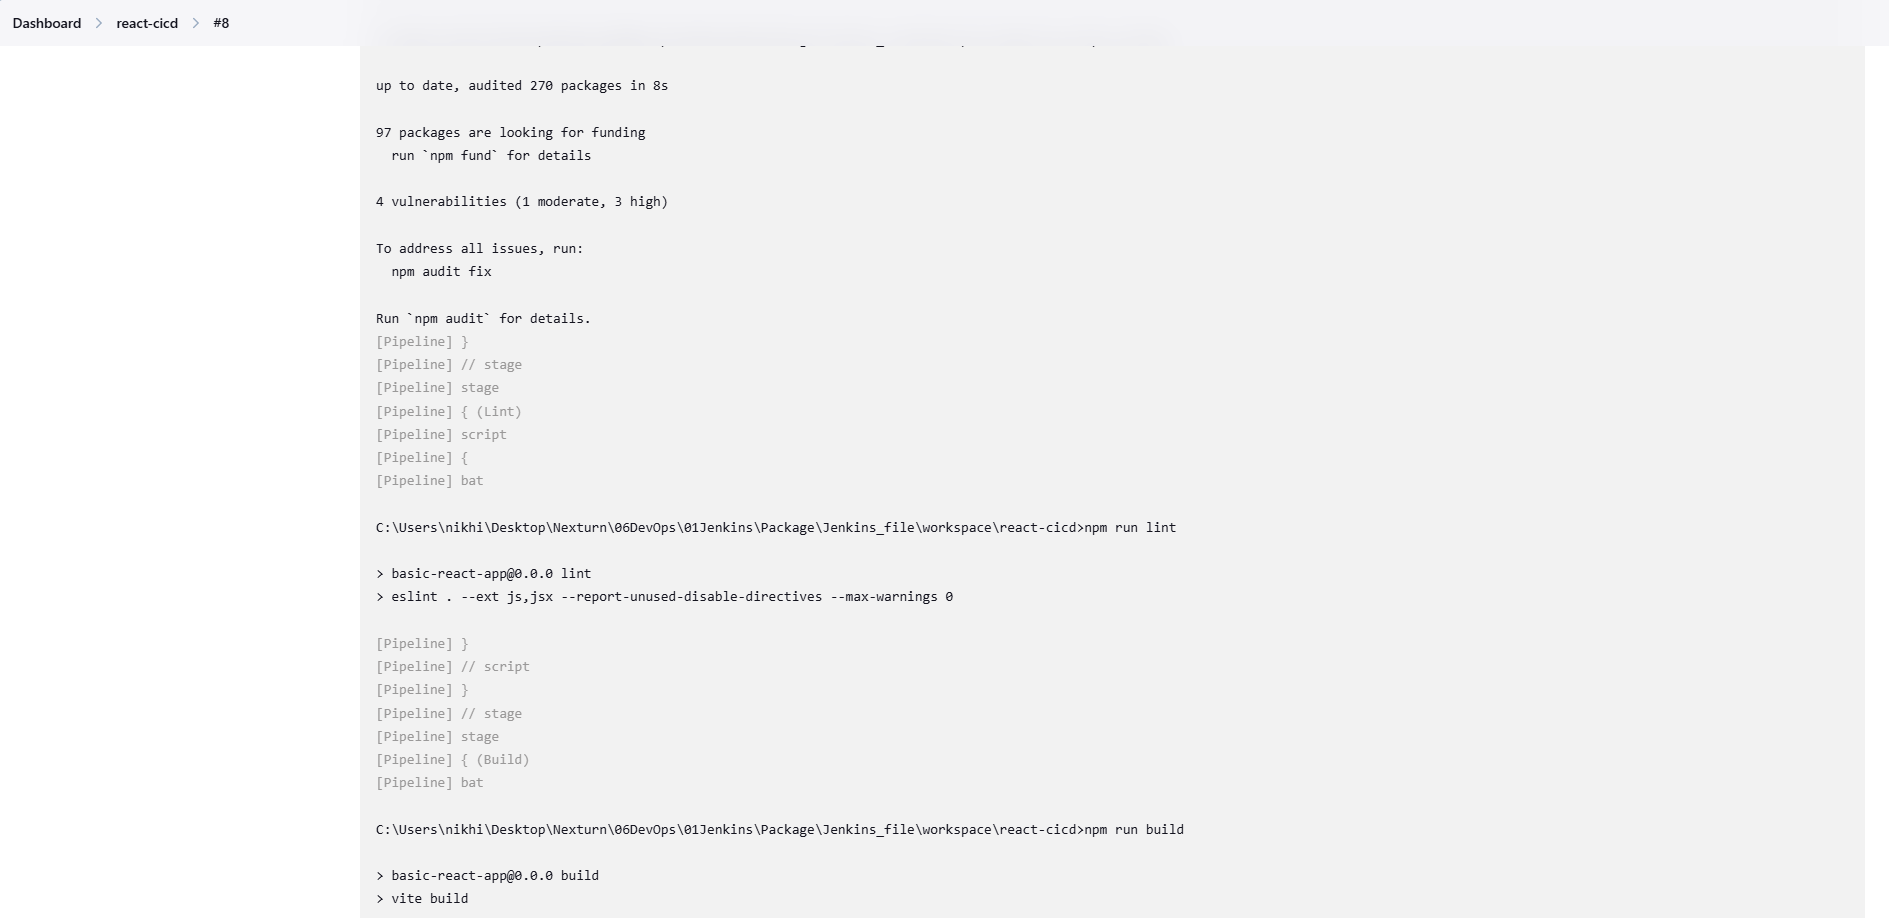 Dashboard > react-cicd > #8
up to date, audited 270 packages in 8s
97 packages are looking for funding
  run `npm fund` for details
4 vulnerabilities (1 moderate, 3 high)
To address all issues, run:
  npm audit fix
Run `npm audit` for details.
[Pipeline] }
[Pipeline] // stage
[Pipeline] stage
[Pipeline] { (Lint)
[Pipeline] script
[Pipeline] {
[Pipeline] bat
C:\Users\nikhi\Desktop\Nexturn\06DevOps\01Jenkins\Package\Jenkins_file\workspace\react-cicd>npm run lint
> basic-react-app@0.0.0 lint
> eslint . --ext js,jsx --report-unused-disable-directives --max-warnings 0
[Pipeline] }
[Pipeline] // script
[Pipeline] }
[Pipeline] // stage
[Pipeline] stage
[Pipeline] { (Build)
[Pipeline] bat
C:\Users\nikhi\Desktop\Nexturn\06DevOps\01Jenkins\Package\Jenkins_file\workspace\react-cicd>npm run build
> basic-react-app@0.0.0 build
> vite build